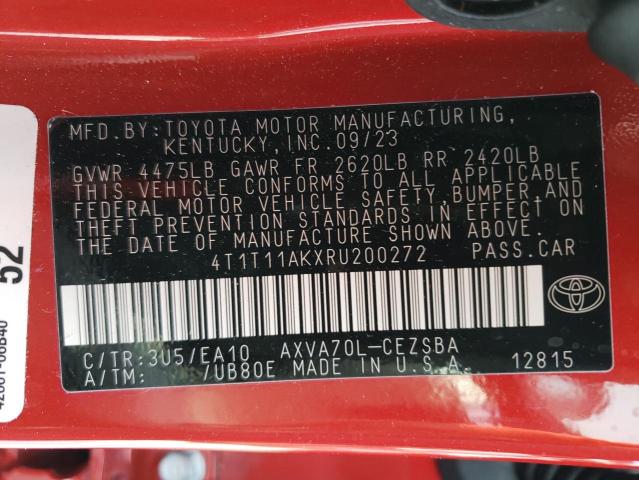 MFD.BY:TOYOTA MOTOR MANUFACTURING,
KENTUCKY, INC.09/23
GVWR 4475LB GAWR FR 2620LB RR 2420LB
THIS VEHICLE CONFORMS TO ALL APPLICABLE
FEDERAL MOTOR VEHICLE SAFETY,BUMPER,AND
THEFT PREVENTION STANDARDS IN EFFECT ON
THE DATE OF MANUFACTURE SHOWN ABOVE.
4T1T11AKXRU200272 PASS.CAR
C/TR:3U5/EA10 AXVA70L-CEZSBA
A/TM: /UB80E MADE IN U.S.A. 12815
52